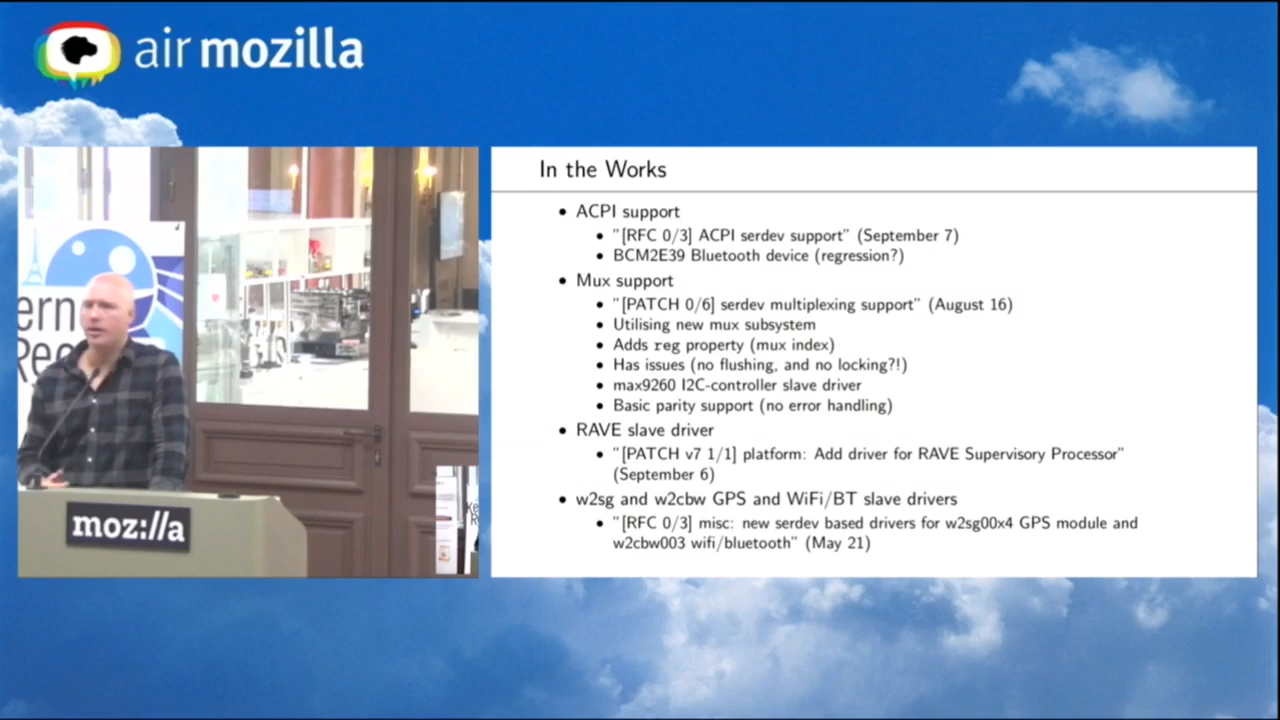 air mozilla
ern
Rec
moz://a
In the Works
• ACPI support
• "[RFC 0/3] ACPI serdev support" (September 7)
• BCM2E39 Bluetooth device (regression?)
• Mux support
• "[PATCH 0/6] serdev multiplexing support" (August 16)
• Utilising new mux subsystem
• Adds reg property (mux index)
• Has issues (no flushing, and no locking?!)
• max9260 I2C-controller slave driver
• Basic parity support (no error handling)
• RAVE slave driver
• "[PATCH v7 1/1] platform: Add driver for RAVE Supervisory Processor"
(September 6)
• w2sg and w2cbw GPS and WiFi/BT slave drivers
• "[RFC 0/3] misc: new serdev based drivers for w2sg00x4 GPS module and
w2cbw003 wifi/bluetooth" (May 21)